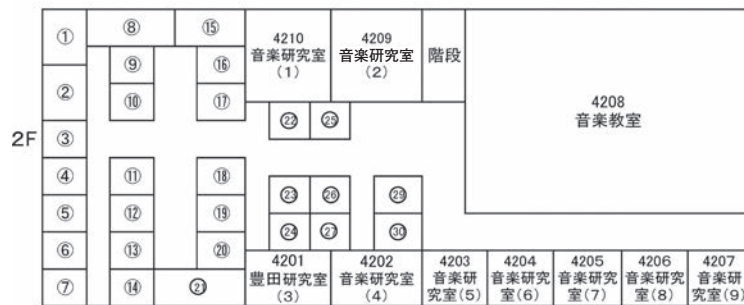 2F
①
②
③
④
⑤
⑥
⑦
⑧
⑨
⑩
⑪
⑫
⑬
⑭
⑮
⑯
⑰
⑱
⑲
⑳
㉑
4210
音楽研究室
(1)
4209
音楽研究室
(2)
階段
4208
音楽教室
㉒
㉕
㉓
㉖
㉙
㉔
㉗
㉚
4201
豊田研究室
(3)
4202
音楽研究室
(4)
4203
音楽研
究室(5)
4204
音楽研
究室(6)
4205
音楽研
究室(7)
4206
音楽研
究室(8)
4207
音楽研
究室(9)